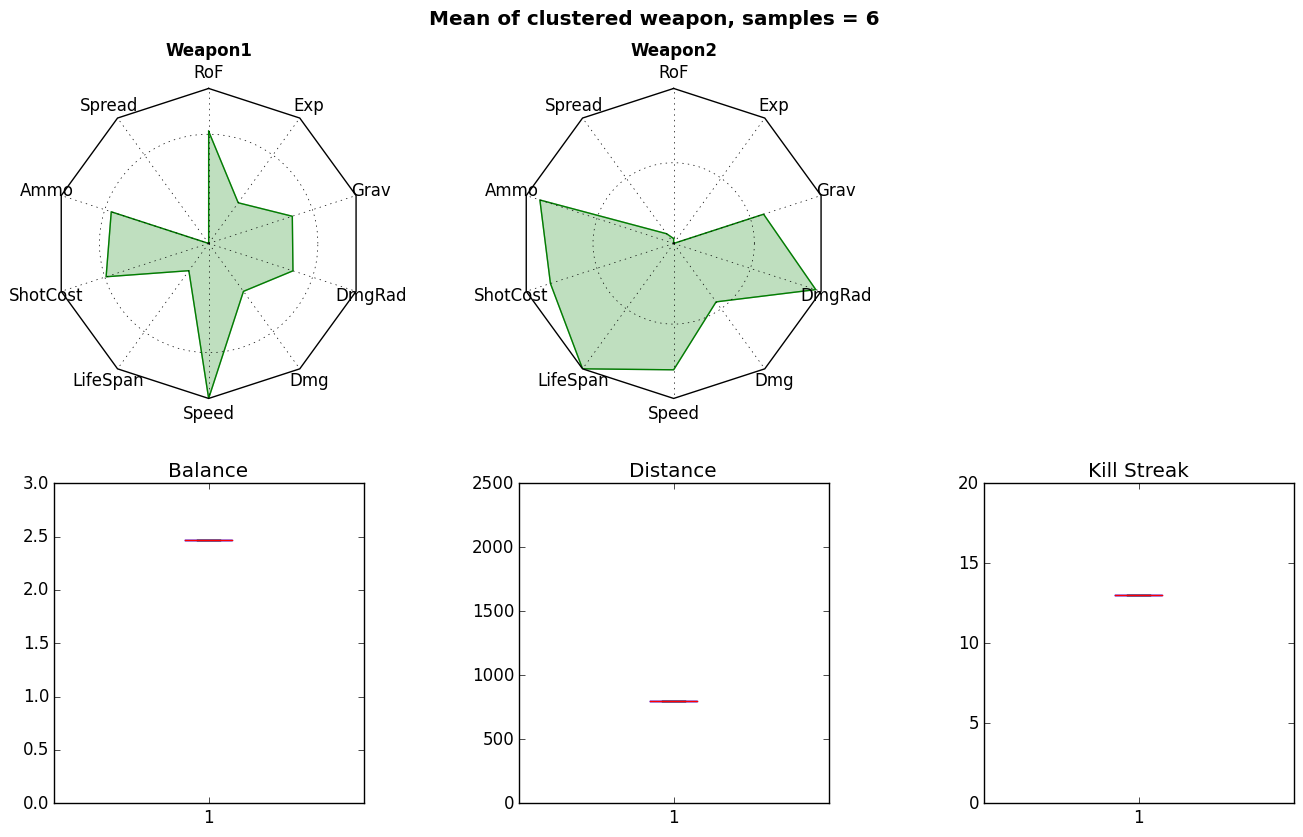 Mean of clustered weapon, samples = 6
Weapon1
RoF
Spread
Exp
Ammo
Grav
ShotCost
DmgRad
LifeSpan
Dmg
Speed
Weapon2
RoF
Spread
Exp
Ammo
Grav
ShotCost
DmgRad
LifeSpan
Dmg
Speed
Balance
3.0
2.5
2.0
1.5
1.0
0.5
0.0
1
Distance
2500
2000
1500
1000
500
0
1
Kill Streak
20
15
10
5
0
1